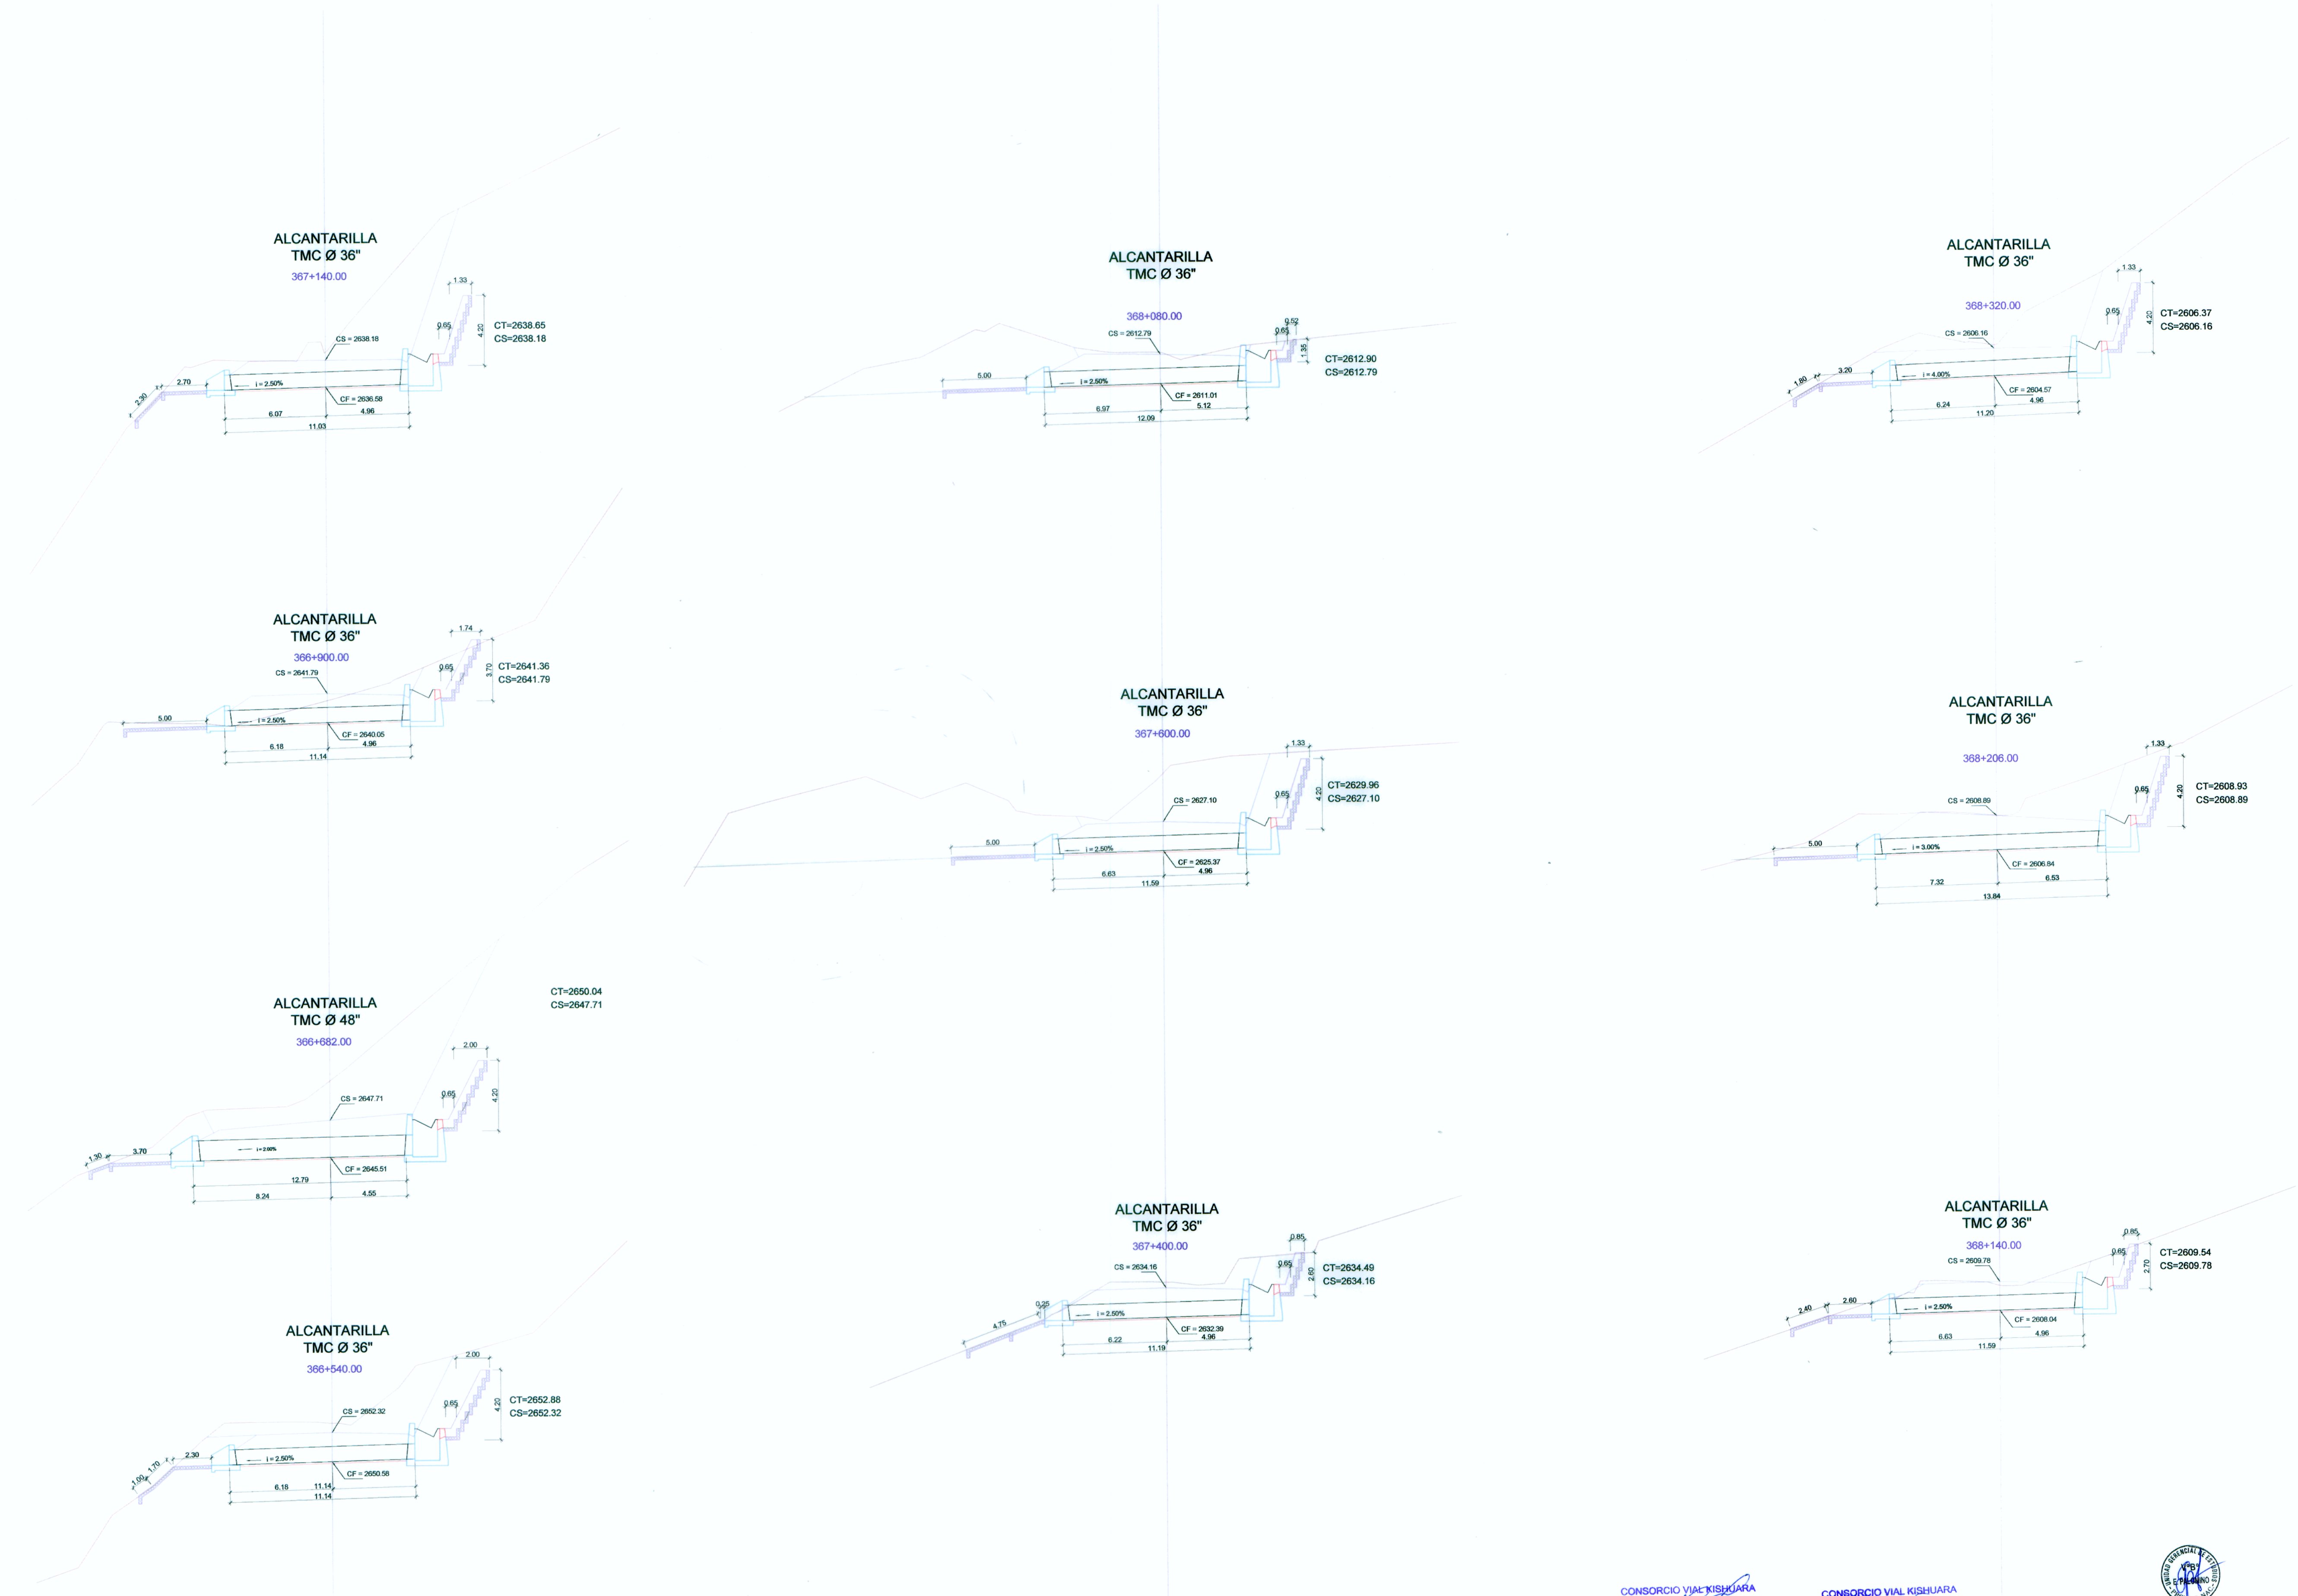 ALCANTARILLA
TMC Ø 36"
367+140.00
1.33
0.65
4.20
CT=2638.65
CS=2638.18
CS = 2638.18
2.70
2.30
i = 2.50%
CF = 2636.58
6.07
4.96
11.03
ALCANTARILLA
TMC Ø 36"
366+900.00
1.74
0.65
3.70
CT=2641.36
CS=2641.79
CS = 2641.79
5.00
i = 2.50%
CF = 2640.05
6.18
4.96
11.14
CT=2650.04
CS=2647.71
ALCANTARILLA
TMC Ø 48"
366+682.00
2.00
0.65
4.20
CS = 2647.71
1.30
3.70
i = 2.00%
CF = 2645.51
12.79
8.24
4.55
ALCANTARILLA
TMC Ø 36"
366+540.00
2.00
0.65
4.20
CT=2652.88
CS=2652.32
CS = 2652.32
2.30
1.70
1.00
i = 2.50%
CF = 2650.58
6.18
11.14
11.14
ALCANTARILLA
TMC Ø 36"
368+080.00
0.52
0.65
1.35
CS = 2612.79
CT=2612.90
CS=2612.79
5.00
i = 2.50%
CF = 2611.01
6.97
5.12
12.09
ALCANTARILLA
TMC Ø 36"
367+600.00
1.33
0.65
4.20
CT=2629.96
CS=2627.10
CS = 2627.10
5.00
i = 2.50%
CF = 2625.37
6.63
4.96
11.59
ALCANTARILLA
TMC Ø 36"
367+400.00
0.85
0.65
2.60
CS = 2634.16
CT=2634.49
CS=2634.16
0.25
4.75
i = 2.50%
CF = 2632.39
6.22
4.96
11.19
ALCANTARILLA
TMC Ø 36"
368+320.00
1.33
0.65
4.20
CT=2606.37
CS=2606.16
CS = 2606.16
1.80
3.20
i = 4.00%
CF = 2604.57
6.24
4.96
11.20
ALCANTARILLA
TMC Ø 36"
368+206.00
1.33
0.65
4.20
CT=2608.93
CS=2608.89
CS = 2608.89
5.00
i = 3.00%
CF = 2606.84
7.32
6.53
13.84
ALCANTARILLA
TMC Ø 36"
368+140.00
0.85
0.65
2.70
CT=2609.54
CS=2609.78
CS = 2609.78
2.40
2.60
i = 2.50%
CF = 2608.04
6.63
4.96
11.59
CONSORCIO VIAL KISHUARA
CONSORCIO VIAL KISHUARA
UNIDAD GERENCIAL DE
V°B°
E. PALOMINO